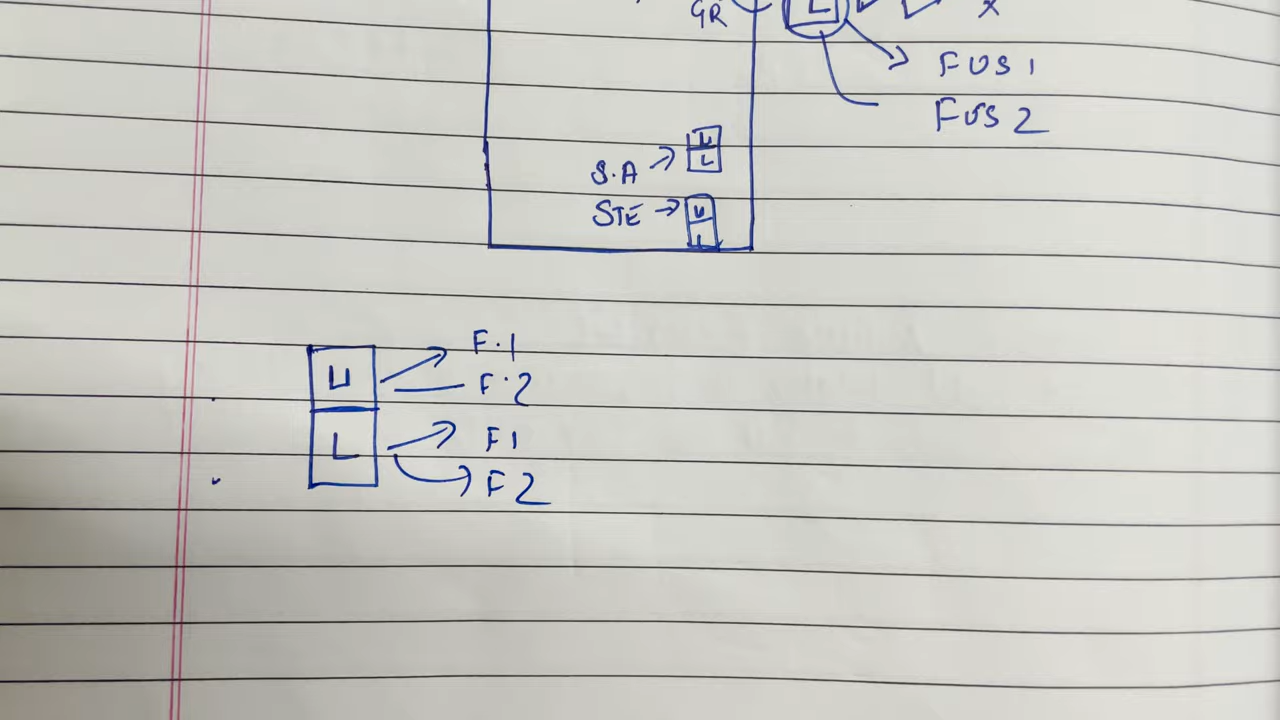 GR L X
FUS 1
FUS 2
U
S.A → L
STE → U
L
U F.1
F.2
L F1
F2